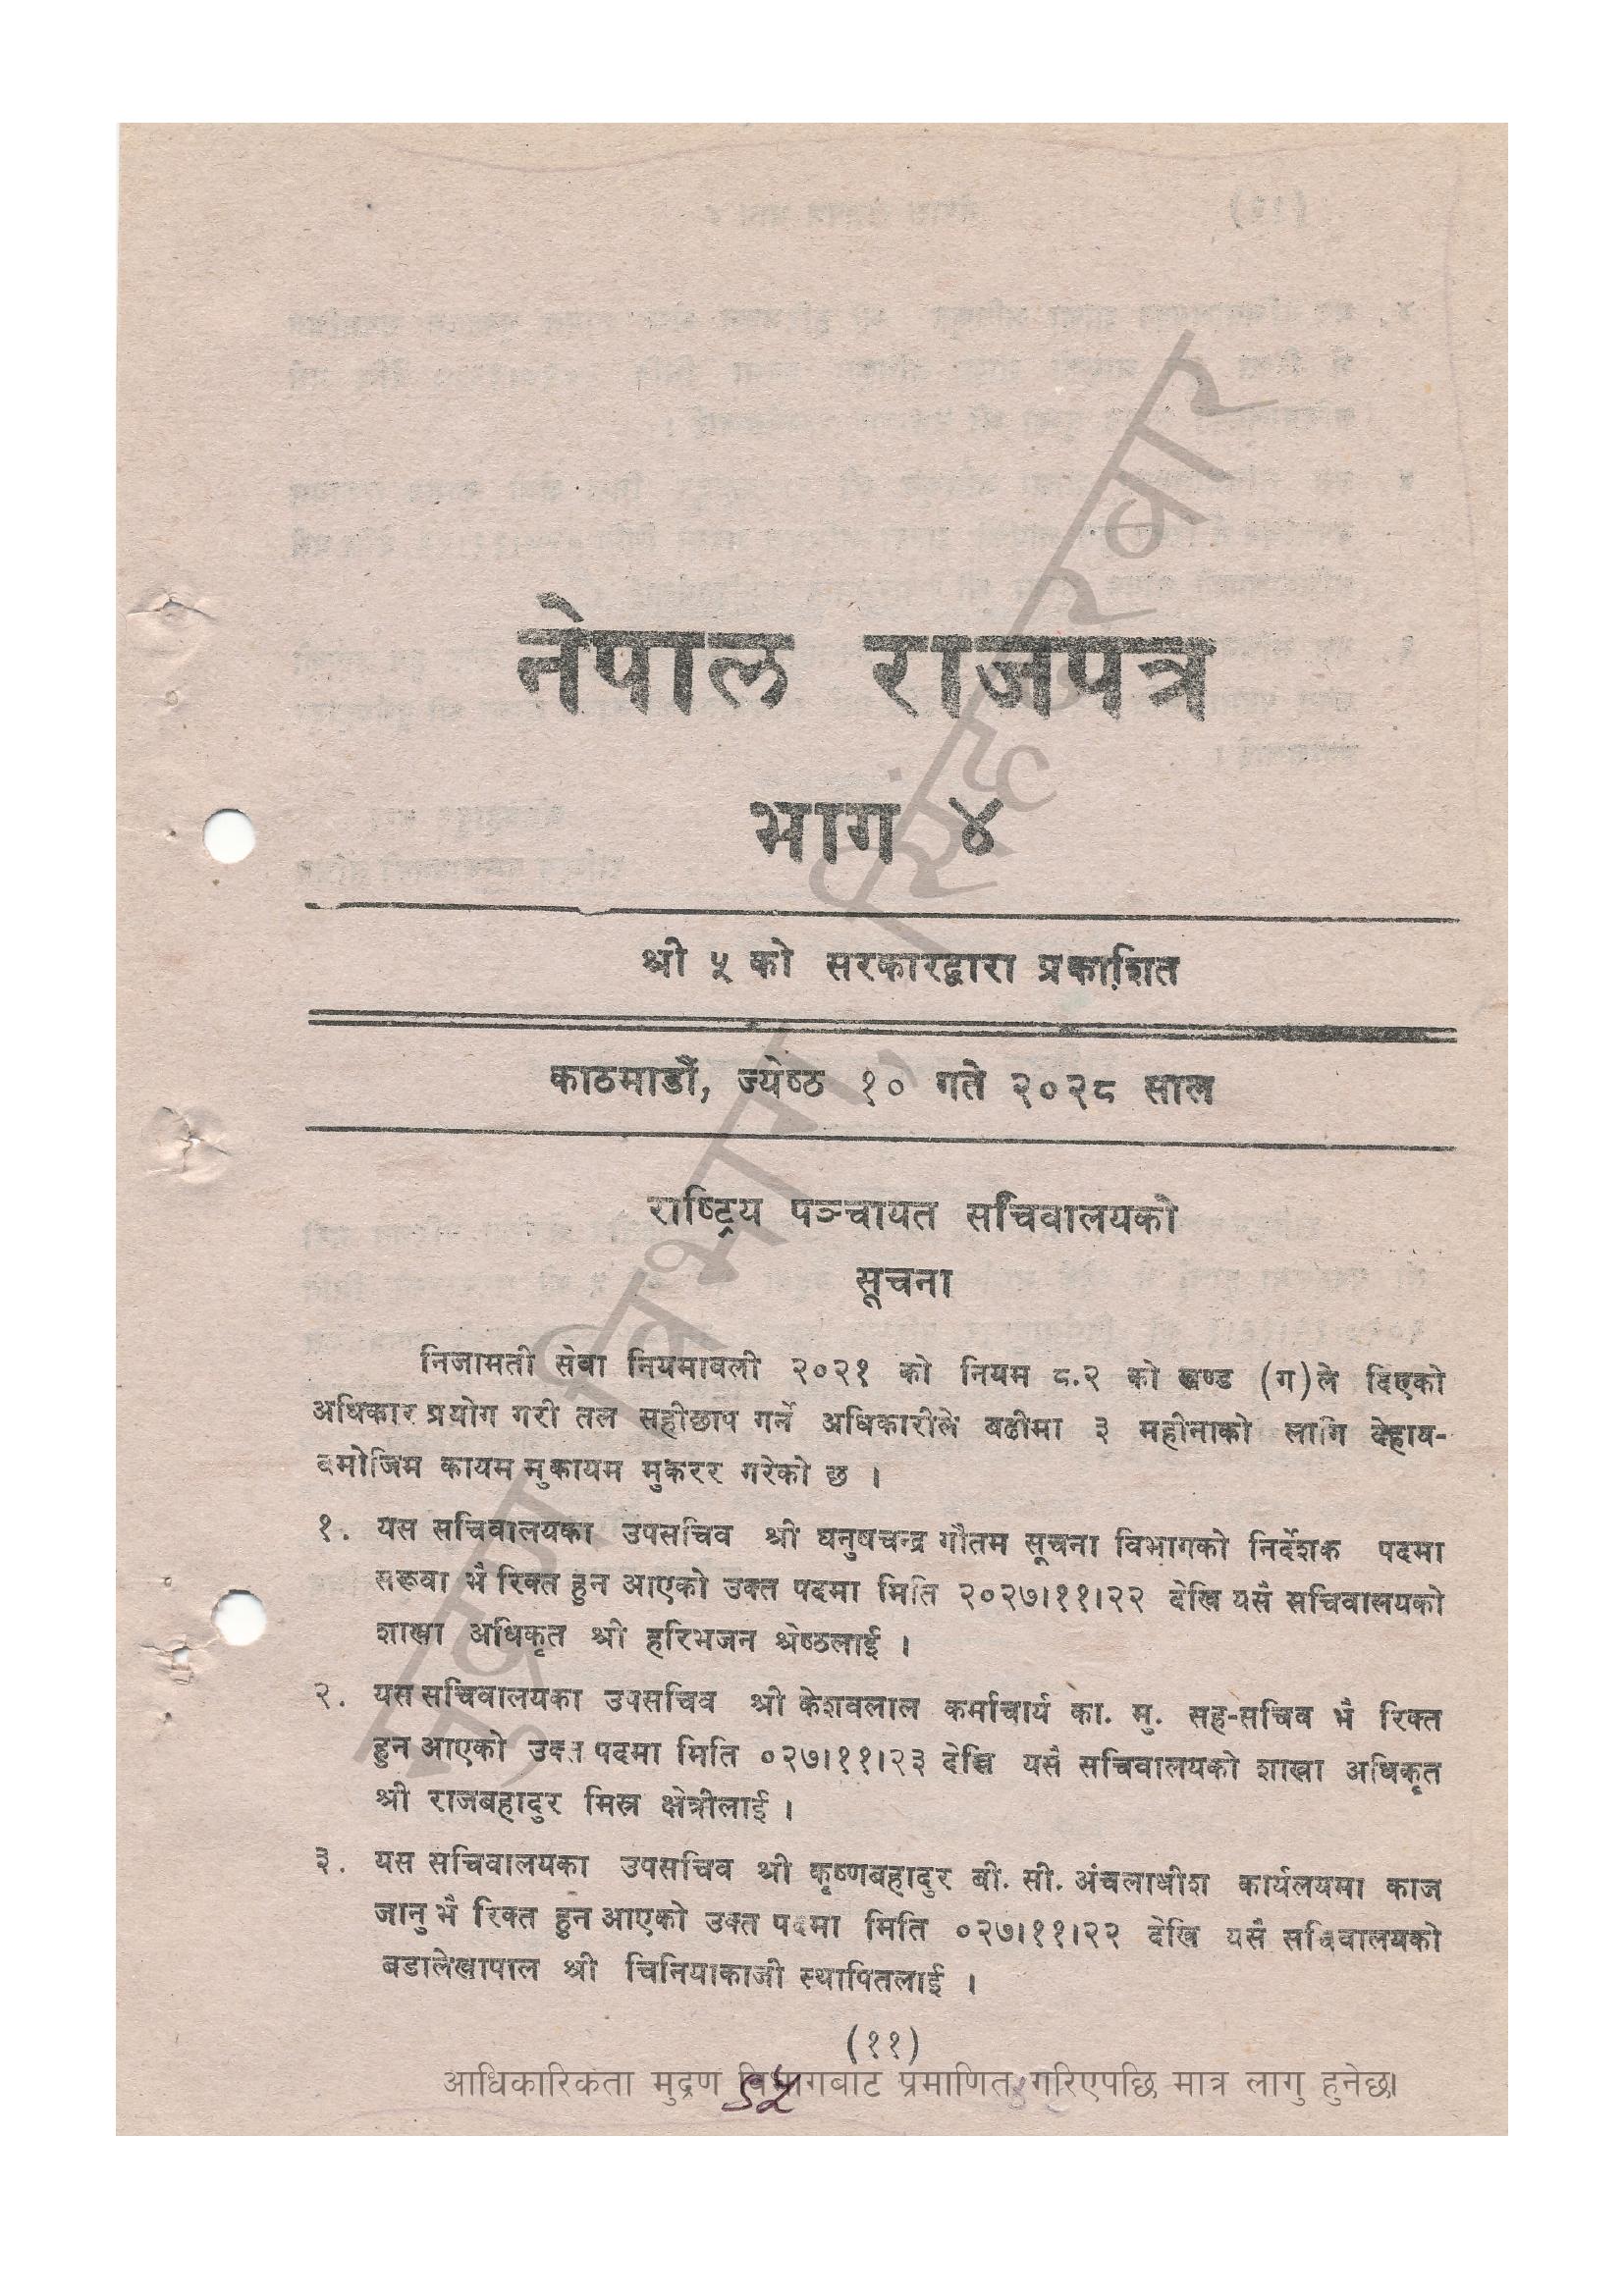 नेपाल राजपत्र
भाग ४
श्री ५ को सरकारद्वारा प्रकाशित
काठमाडौं, ज्येष्ठ १० गते २०२८ साल
राष्ट्रिय पञ्चायत सचिवालयको
सूचना
निजामती सेवा नियमावली २०२१ को नियम ८.२ को खण्ड (ग)ले दिएको
अधिकार प्रयोग गरी तल सहीछाप गर्ने अधिकारीले बढीमा ३ महीनाको लागि देहाय-
बमोजिम कायम मुकायम मुकरर गरेको छ ।
१. यस सचिवालयका उपसचिव श्री धनुषचन्द्र गौतम सूचना विभागको निर्देशक पदमा
सरूवा भै रिक्त हुन आएको उक्त पदमा मिति २०२७।११।२२ देखि यसै सचिवालयको
शाखा अधिकृत श्री हरिभजन श्रेष्ठलाई ।
२. यस सचिवालयका उपसचिव श्री केशवलाल कर्माचार्य का. मु. सह-सचिव भै रिक्त
हुन आएको उक्त पदमा मिति ०२७।११।२३ देखि यसै सचिवालयको शाखा अधिकृत
श्री राजबहादुर मिस्र क्षेत्रीलाई ।
३. यस सचिवालयका उपसचिव श्री कृष्णबहादुर बी. सी. अंचलाधीश कार्यलयमा काज
जानु भै रिक्त हुन आएको उक्त पदमा मिति ०२७।११।२२ देखि यसै सचिवालयको
बडालेखापाल श्री चिनियाकाजी स्थापितलाई ।
(११)
आधिकारिकता मुद्रण विभागबाट प्रमाणित गरिएपछि मात्र लागु हुनेछ।
मुद्रण विभाग, सिंहदरवार